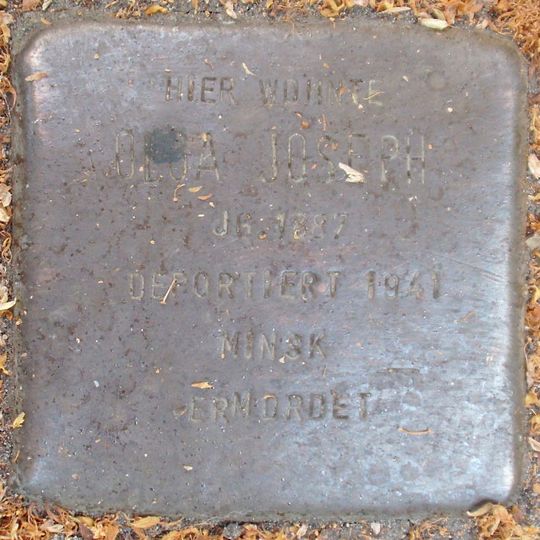 HIER WOHNTE
OLGA JOSEPH
JG. 1887
DEPORTIERT 1941
MINSK
ERMORDET